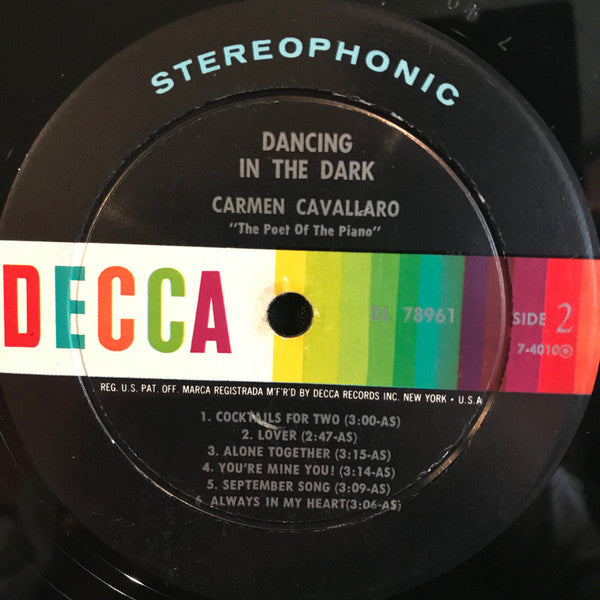 STEREOPHONIC
DANCING
IN THE DARK
CARMEN CAVALLARO
"The Poet Of The Piano"
DECCA
DL 78961
SIDE 2
7-4010
REG. U.S. PAT. OFF. MARCA REGISTRADA M'F'R'D BY DECCA RECORDS INC. NEW YORK • U.S.A
1. COCKTAILS FOR TWO (3:00-AS)
2. LOVER (2:47-AS)
3. ALONE TOGETHER (3:15-AS)
4. YOU'RE MINE YOU! (3:14-AS)
5. SEPTEMBER SONG (3:09-AS)
6. ALWAYS IN MY HEART(3:06-AS)